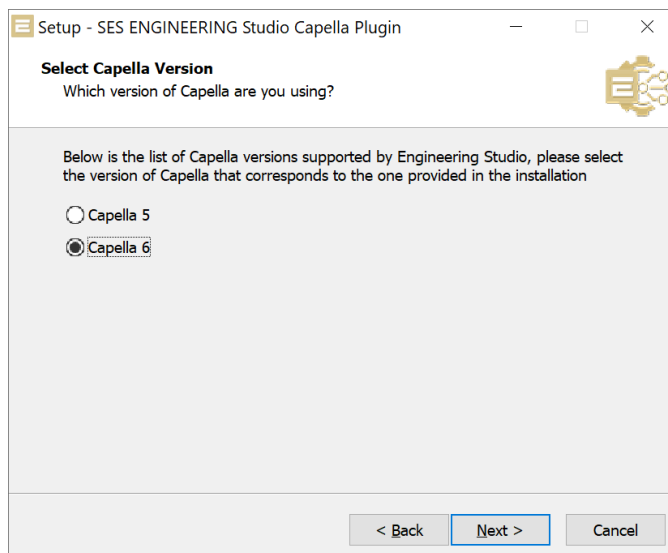 Setup - SES ENGINEERING Studio Capella Plugin
Select Capella Version
Which version of Capella are you using?
Below is the list of Capella versions supported by Engineering Studio, please select
the version of Capella that corresponds to the one provided in the installation
Capella 5
Capella 6
< Back Next > Cancel